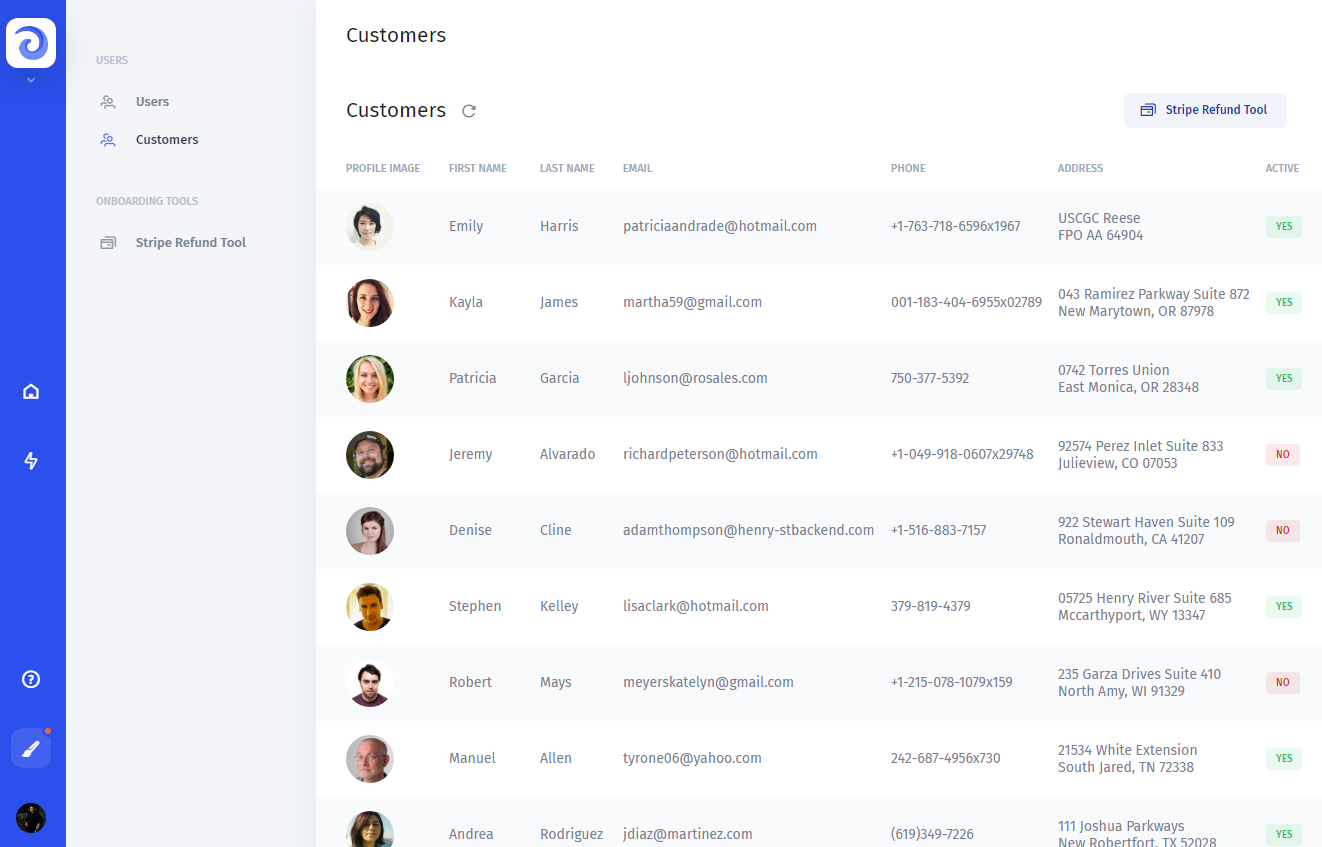 Customers
USERS
Users
Customers
ONBOARDING TOOLS
Stripe Refund Tool
Customers
Stripe Refund Tool
PROFILE IMAGE FIRST NAME LAST NAME EMAIL PHONE ADDRESS ACTIVE
Emily Harris patriciaandrade@hotmail.com +1-763-718-6596x1967 USCGC Reese
FPO AA 64904
YES
Kayla James martha59@gmail.com 001-183-404-6955x02789 043 Ramirez Parkway Suite 872
New Marytown, OR 87978
YES
Patricia Garcia ljohnson@rosales.com 750-377-5392 0742 Torres Union
East Monica, OR 28348
YES
Jeremy Alvarado richardpeterson@hotmail.com +1-049-918-0607x29748 92574 Perez Inlet Suite 833
Julieview, CO 07053
NO
Denise Cline adamthompson@henry-stbackend.com +1-516-883-7157 922 Stewart Haven Suite 109
Ronaldmouth, CA 41207
NO
Stephen Kelley lisaclark@hotmail.com 379-819-4379 05725 Henry River Suite 685
Mccarthyport, WY 13347
YES
Robert Mays meyerskatelyn@gmail.com +1-215-078-1079x159 235 Garza Drives Suite 410
North Amy, WI 91329
NO
Manuel Allen tyrone06@yahoo.com 242-687-4956x730 21534 White Extension
South Jared, TN 72338
YES
Andrea Rodriguez jdiaz@martinez.com (619)349-7226 111 Joshua Parkways
New Robertfort, TX 52028
YES